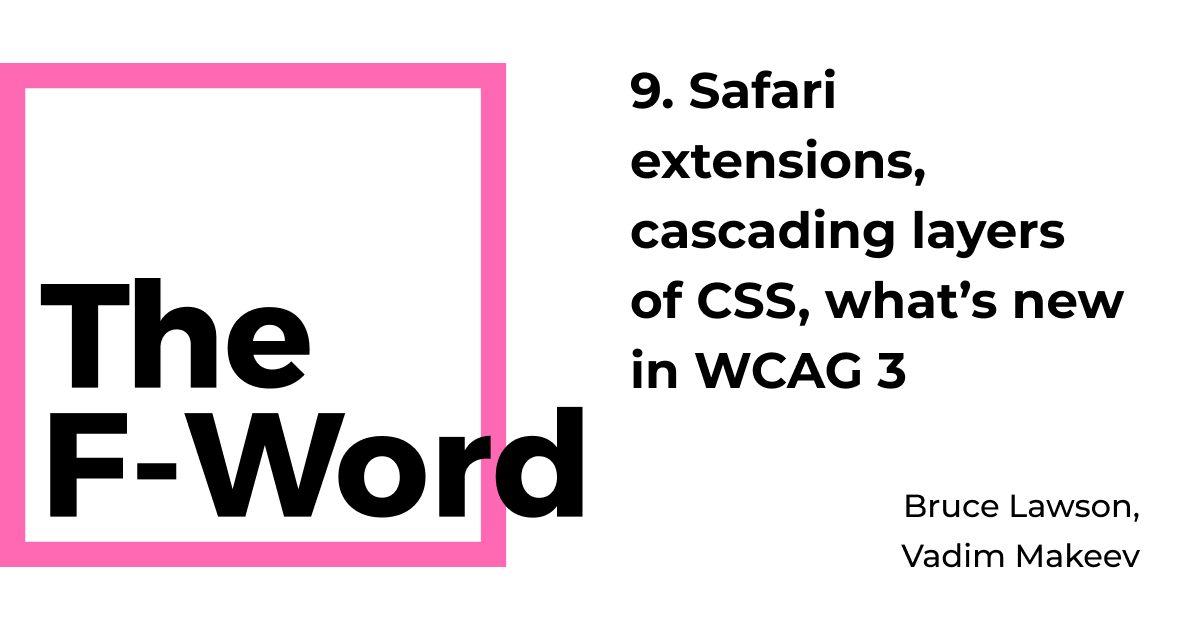 The
F-Word
9. Safari
extensions,
cascading layers
of CSS, what’s new
in WCAG 3
Bruce Lawson,
Vadim Makeev